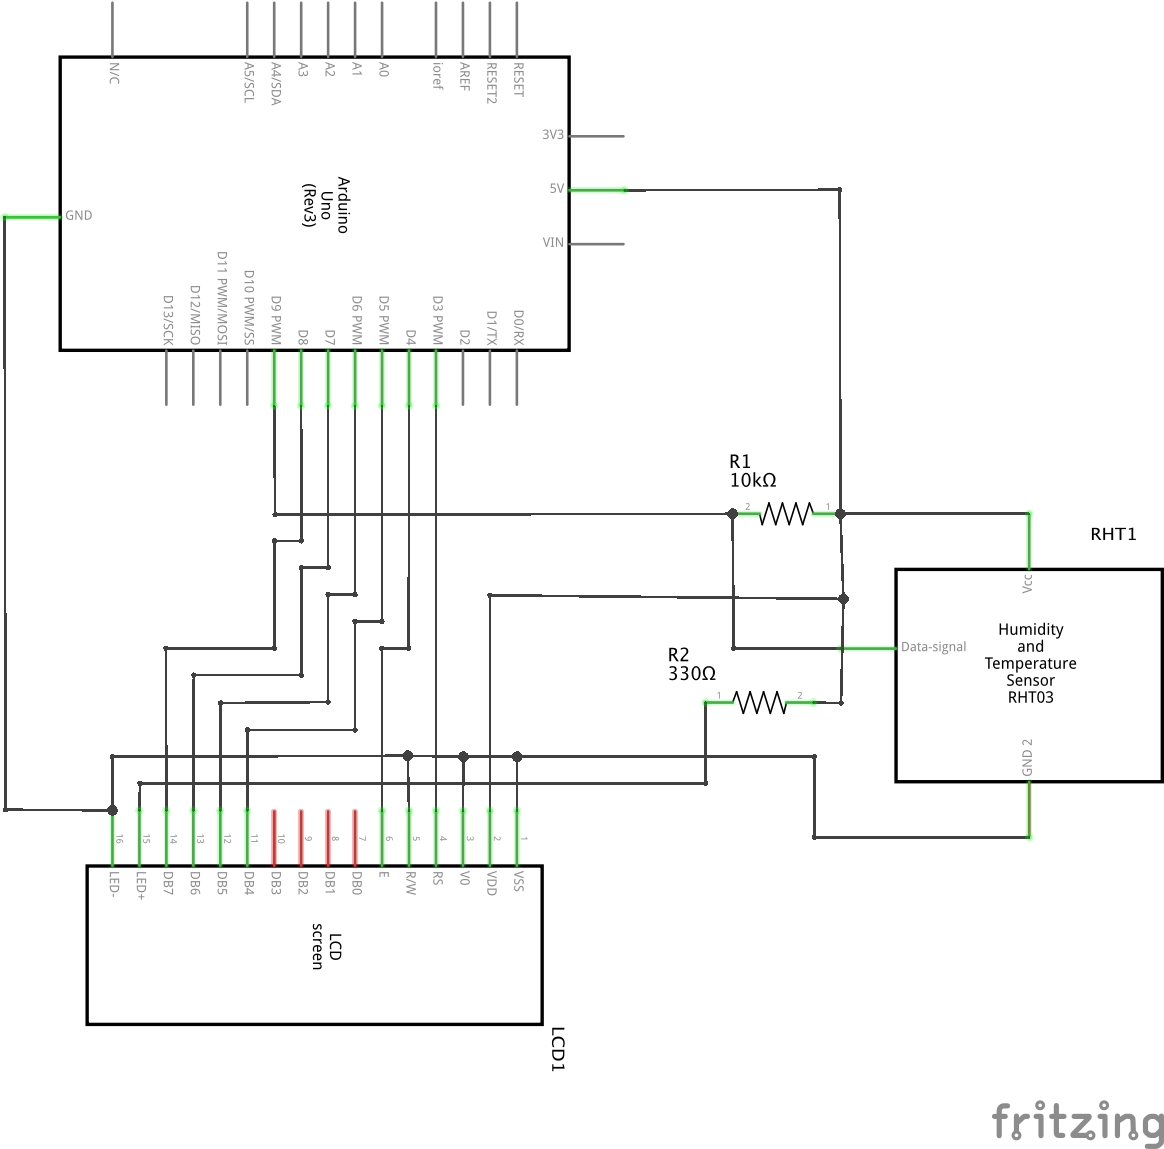 N/C
A5/SCL
A4/SDA
A3
A2
A1
A0
ioref
AREF
RESET2
RESET
3V3
5V
VIN
GND
Arduino
Uno
(Rev3)
D13/SCK
D12/MISO
D11 PWM/MOSI
D10 PWM/SS
D9 PWM
D8
D7
D6 PWM
D5 PWM
D4
D3 PWM
D2
D1/TX
D0/RX
R1
10kΩ
2
1
RHT1
Vcc
Data-signal
Humidity
and
Temperature
Sensor
RHT03
GND 2
R2
330Ω
1
2
16
15
14
13
12
11
10
9
8
7
6
5
4
3
2
1
LED-
LED+
DB7
DB6
DB5
DB4
DB3
DB2
DB1
DB0
E
R/W
RS
V0
VDD
VSS
LCD
screen
LCD1
fritzing